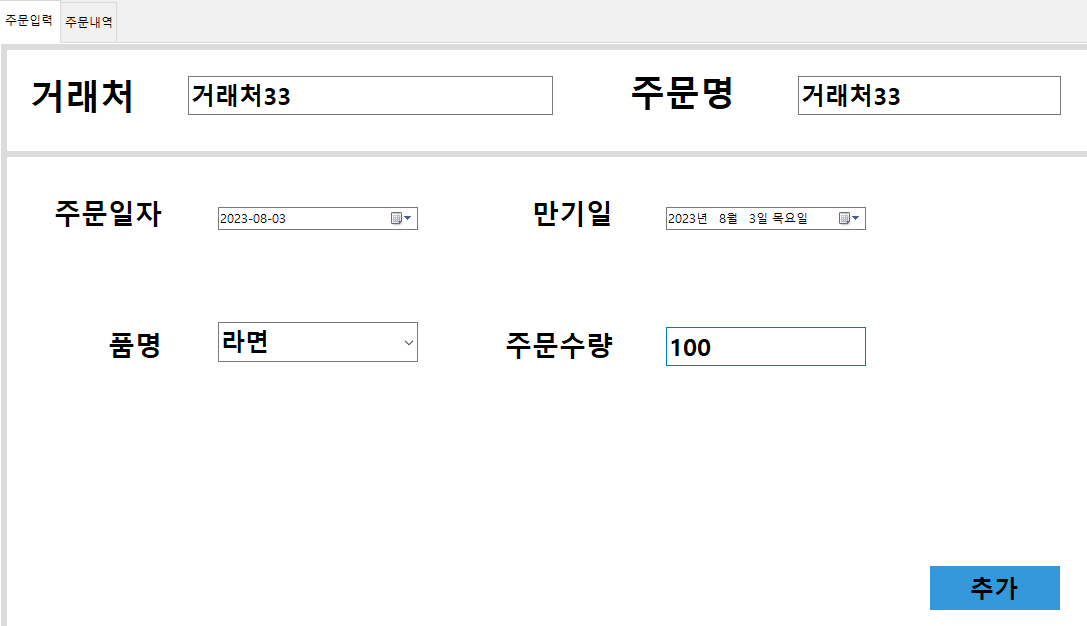 주문입력 주문내역
거래처 거래처33 주문명 거래처33
주문일자 2023-08-03 만기일 2023년 8월 3일 목요일
품명 라면 주문수량 100
추가